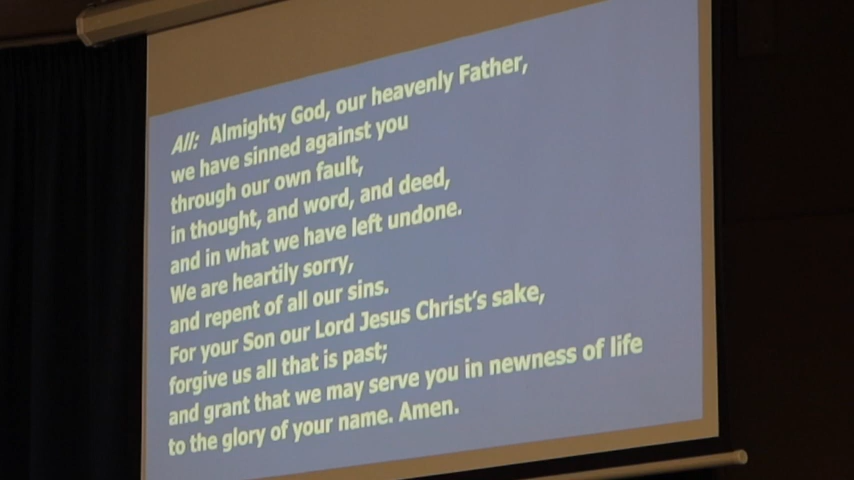 All: Almighty God, our heavenly Father,
we have sinned against you
through our own fault,
in thought, and word, and deed,
and in what we have left undone.
We are heartily sorry,
and repent of all our sins.
For your Son our Lord Jesus Christ's sake,
forgive us all that is past;
and grant that we may serve you in newness of life
to the glory of your name. Amen.